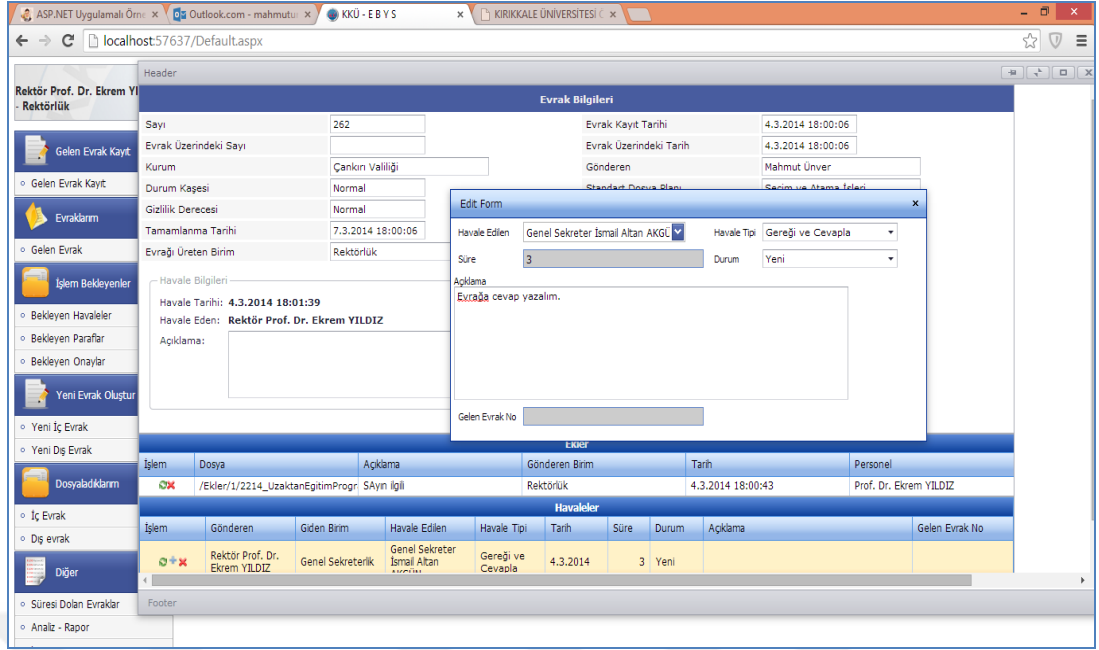 ASP.NET Uygulamalı Örne
Outlook.com - mahmutun
KKÜ - E B Y S
KIRIKKALE ÜNİVERSİTESİ
localhost:57637/Default.aspx
Rektör Prof. Dr. Ekrem YI
- Rektörlük
Gelen Evrak Kayıt
Gelen Evrak Kayıt
Evraklarım
Gelen Evrak
İşlem Bekleyenler
Bekleyen Havaleler
Bekleyen Paraflar
Bekleyen Onaylar
Yeni Evrak Oluştur
Yeni İç Evrak
Yeni Dış Evrak
Dosyaladıklarım
İç Evrak
Dış evrak
Diğer
Süresi Dolan Evraklar
Analiz - Rapor
Header
Evrak Bilgileri
Sayı 262 Evrak Kayıt Tarihi 4.3.2014 18:00:06
Evrak Üzerindeki Sayı Evrak Üzerindeki Tarih 4.3.2014 18:00:06
Kurum Çankırı Valiliği Gönderen Mahmut Ünver
Durum Kaşesi Normal Standart Dosya Planı Seçim ve Atama İşleri
Gizlilik Derecesi Normal
Tamamlanma Tarihi 7.3.2014 18:00:06
Evrağı Üreten Birim Rektörlük
Havale Bilgileri
Havale Tarihi: 4.3.2014 18:01:39
Havale Eden: Rektör Prof. Dr. Ekrem YILDIZ
Açıklama:
Edit Form x
Havale Edilen Genel Sekreter İsmail Altan AKGÜ Havale Tipi Gereği ve Cevapla
Süre 3 Durum Yeni
Açıklama
Evrağa cevap yazalım.
Gelen Evrak No
Ekler
İşlem Dosya Açıklama Gönderen Birim Tarih Personel
/Ekler/1/2214_UzaktanEgitimProgr SAyın ilgili Rektörlük 4.3.2014 18:00:43 Prof. Dr. Ekrem YILDIZ
Havaleler
İşlem Gönderen Giden Birim Havale Edilen Havale Tipi Tarih Süre Durum Açıklama Gelen Evrak No
Rektör Prof. Dr. Ekrem YILDIZ Genel Sekreterlik Genel Sekreter İsmail Altan AKGÜN Gereği ve Cevapla 4.3.2014 3 Yeni
Footer